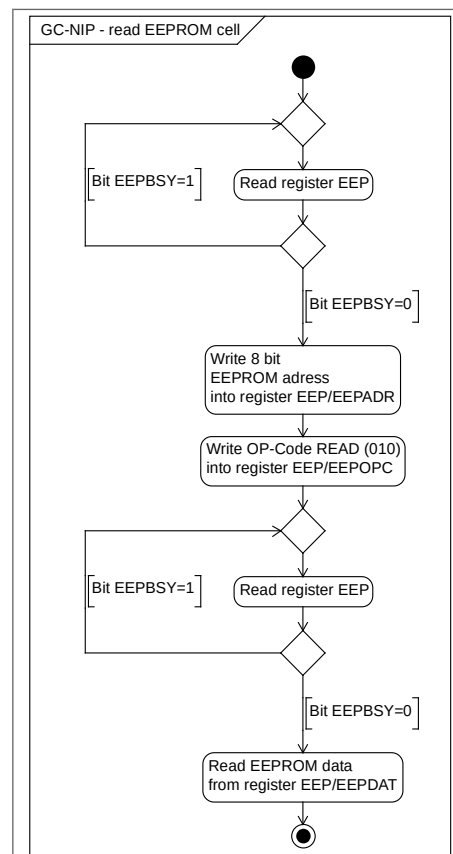 GC-NIP - read EEPROM cell
[Bit EEPBSY=1]
Read register EEP
[Bit EEPBSY=0]
Write 8 bit
EEPROM adress
into register EEP/EEPADR
Write OP-Code READ (010)
into register EEP/EEPOPC
[Bit EEPBSY=1]
Read register EEP
[Bit EEPBSY=0]
Read EEPROM data
from register EEP/EEPDAT